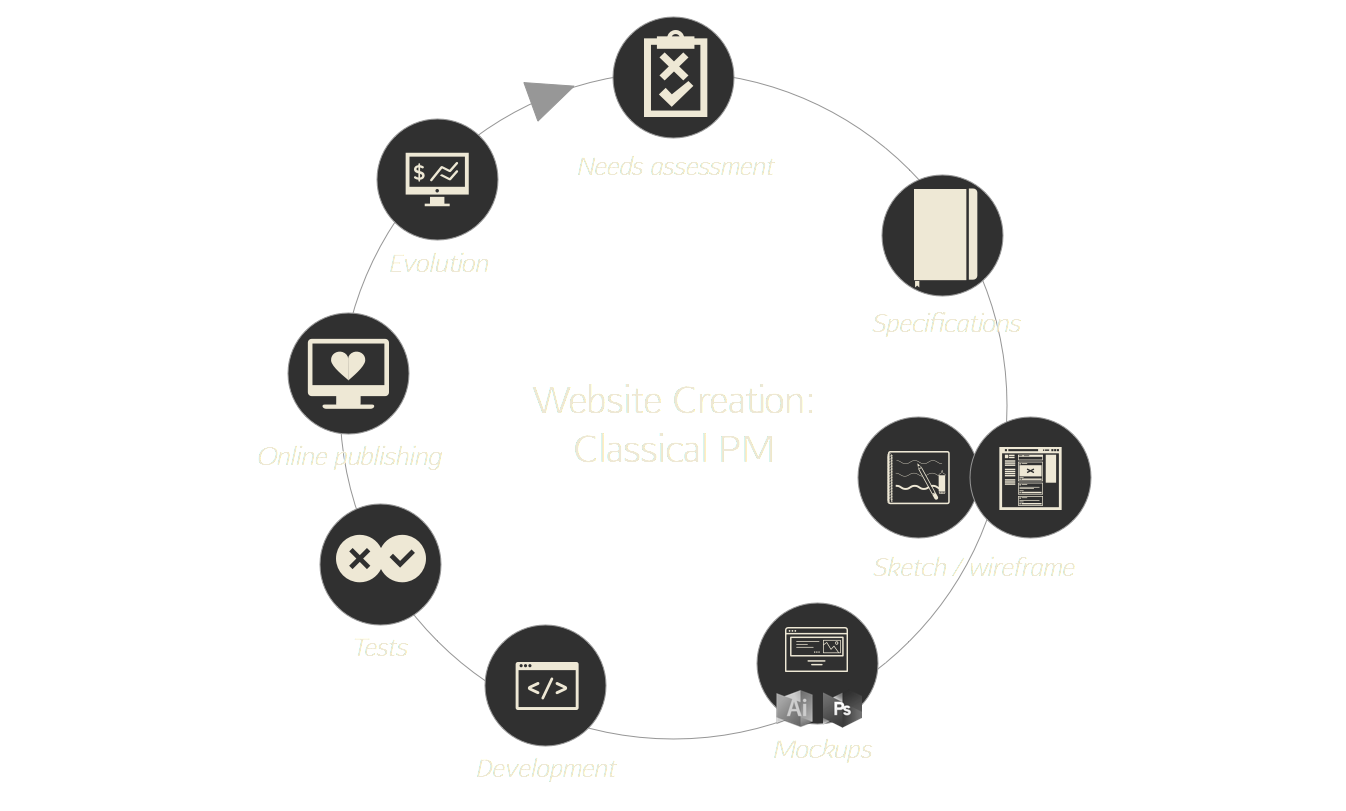 Needs assessment
$
Evolution
Specifications
Website Creation:
Classical PM
Online publishing
Sketch / wireframe
Tests
</>
Ai
Ps
Mockups
Development